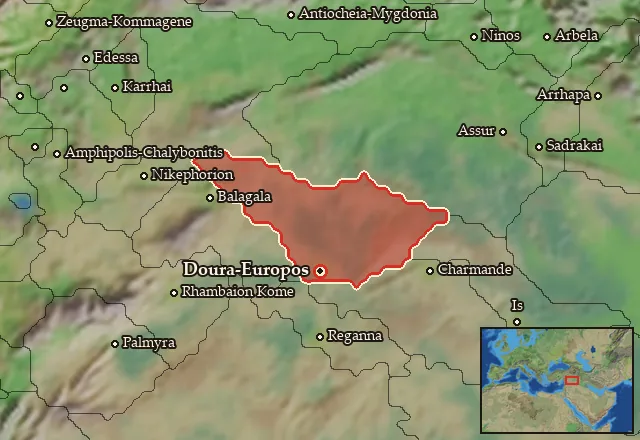 Antiocheia-Mygdonia
Zeugma-Kommagene
Ninos
Arbela
Edessa
Karrhai
Arrhapa
Assur
Sadrakai
Amphipolis-Chalybonitis
Nikephorion
Balagala
Doura-Europos
Charmande
Rhambaion Kome
Is
Reganna
Palmyra